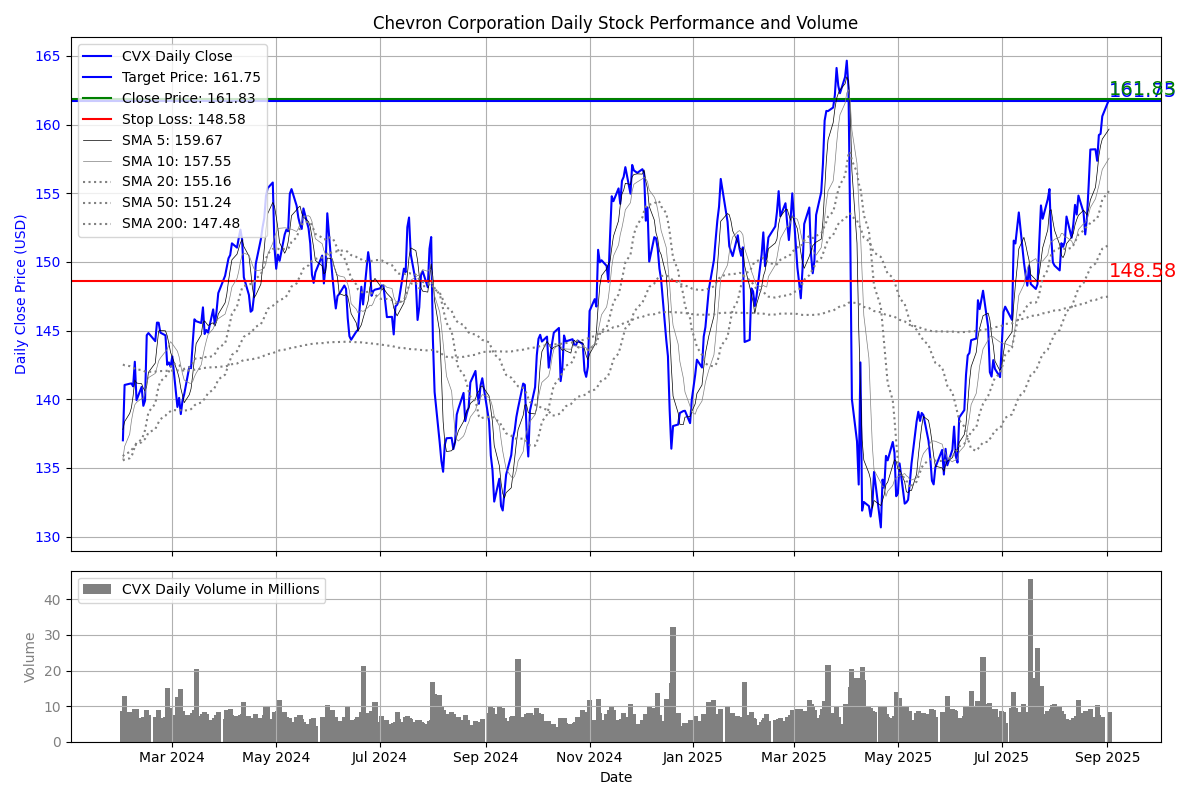 Chevron Corporation Daily Stock Performance and Volume
165
160
155
150
145
140
135
130
Daily Close Price (USD)
CVX Daily Close
Target Price: 161.75
Close Price: 161.83
Stop Loss: 148.58
SMA 5: 159.67
SMA 10: 157.55
SMA 20: 155.16
SMA 50: 151.24
SMA 200: 147.48
161.83
161.75
148.58
CVX Daily Volume in Millions
40
30
20
10
0
Volume
Mar 2024 May 2024 Jul 2024 Sep 2024 Nov 2024 Jan 2025 Mar 2025 May 2025 Jul 2025 Sep 2025
Date